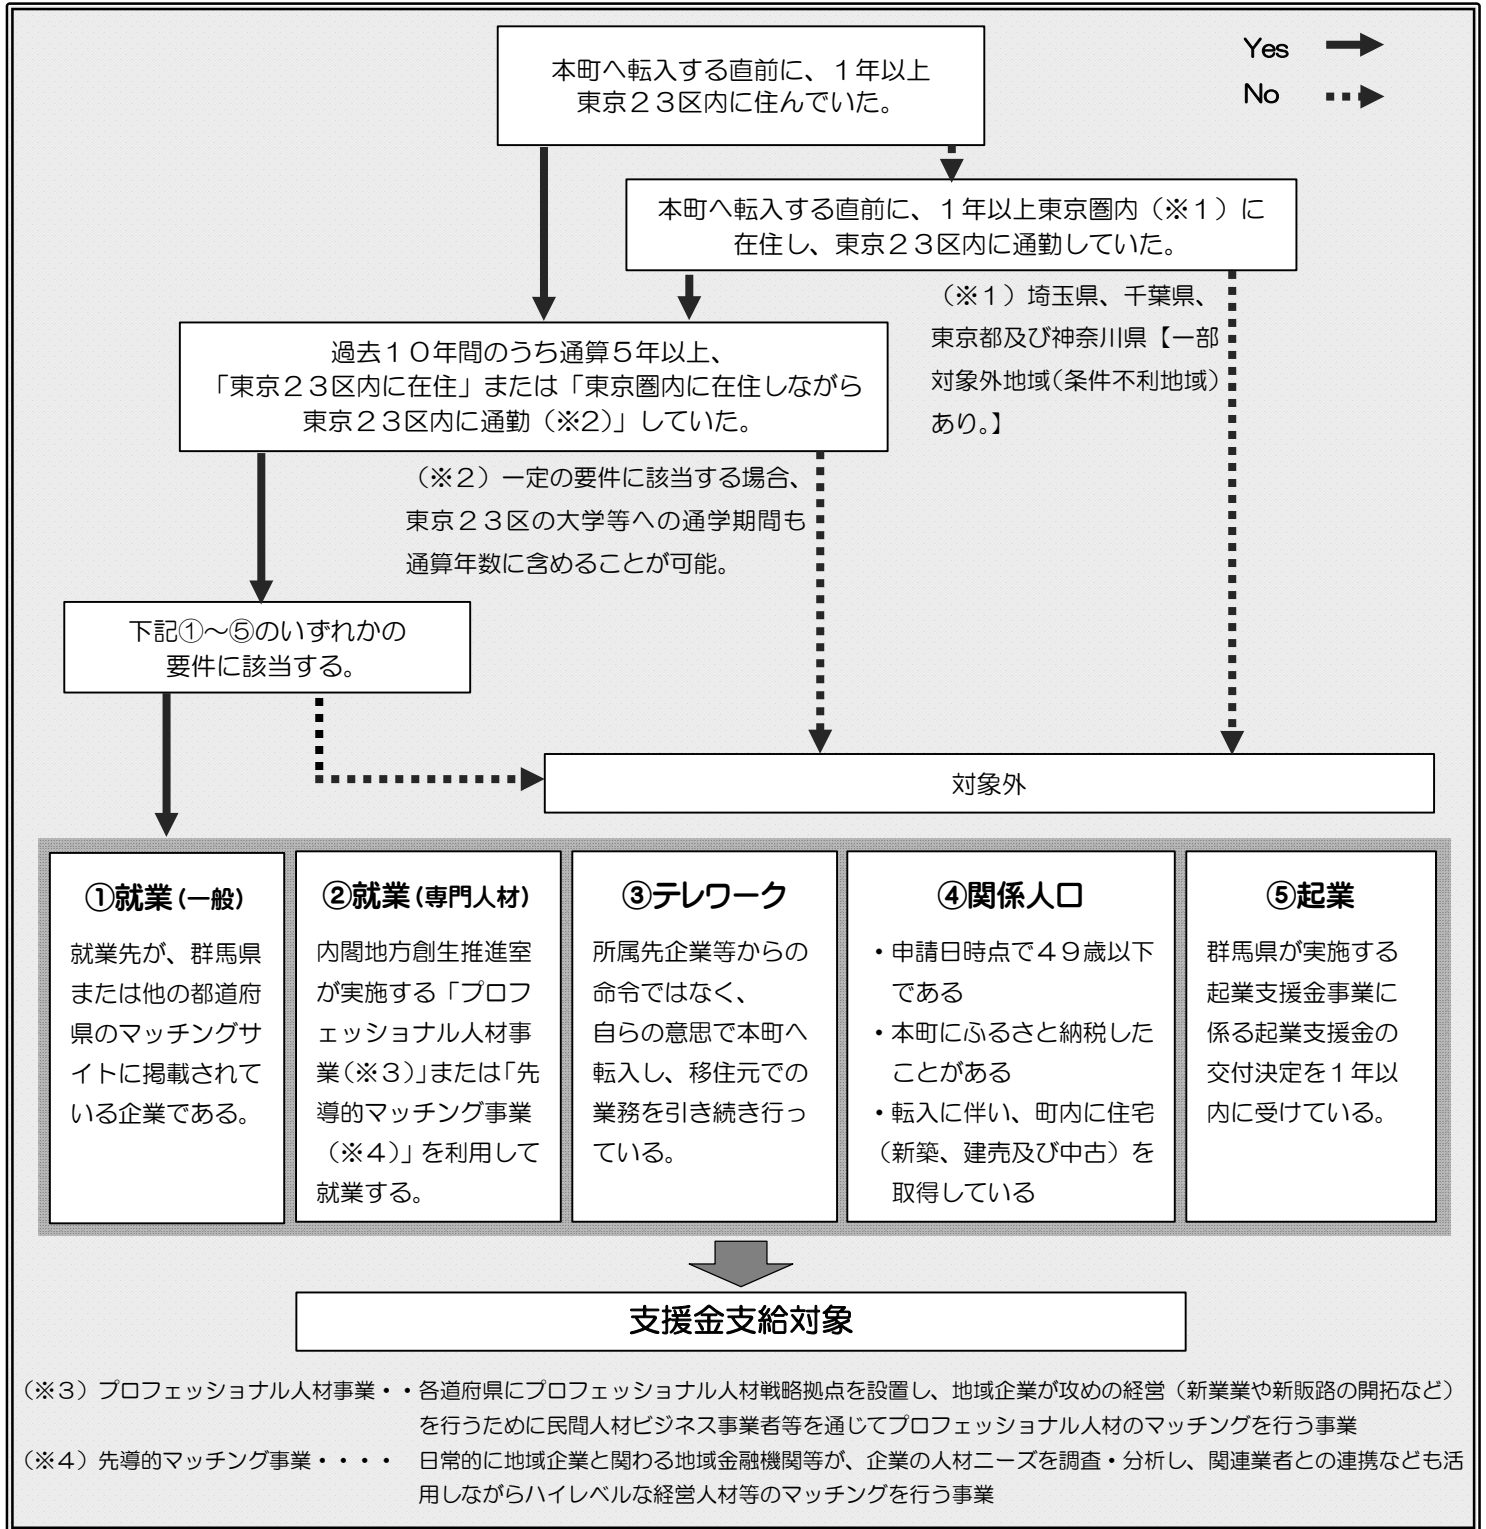 Yes
No
本町へ転入する直前に、１年以上
東京２３区内に住んでいた。
本町へ転入する直前に、１年以上東京圏内（※１）に
在住し、東京２３区内に通勤していた。
（※１）埼玉県、千葉県、
東京都及び神奈川県【一部
対象外地域（条件不利地域）
あり。】
過去１０年間のうち通算５年以上、
「東京２３区内に在住」または「東京圏内に在住しながら
東京２３区内に通勤（※２）」していた。
（※２）一定の要件に該当する場合、
東京２３区の大学等への通学期間も
通算年数に含めることが可能。
下記①～⑤のいずれかの
要件に該当する。
対象外
①就業（一般）
就業先が、群馬県
または他の都道府
県のマッチングサ
イトに掲載されて
いる企業である。
②就業（専門人材）
内閣地方創生推進室
が実施する「プロフ
ェッショナル人材事
業（※３）」または「先
導的マッチング事業
（※４）」を利用して
就業する。
③テレワーク
所属先企業等からの
命令ではなく、
自らの意思で本町へ
転入し、移住元での
業務を引き続き行っ
ている。
④関係人口
・申請日時点で４９歳以下
である
・本町にふるさと納税した
ことがある
・転入に伴い、町内に住宅
（新築、建売及び中古）を
取得している
⑤起業
群馬県が実施する
起業支援金事業に
係る起業支援金の
交付決定を１年以
内に受けている。
支援金支給対象
（※３）プロフェッショナル人材事業・・各道府県にプロフェッショナル人材戦略拠点を設置し、地域企業が攻めの経営（新業業や新販路の開拓など）
を行うために民間人材ビジネス事業者等を通じてプロフェッショナル人材のマッチングを行う事業
（※４）先導的マッチング事業・・・・　日常的に地域企業と関わる地域金融機関等が、企業の人材ニーズを調査・分析し、関連業者との連携なども活
用しながらハイレベルな経営人材等のマッチングを行う事業